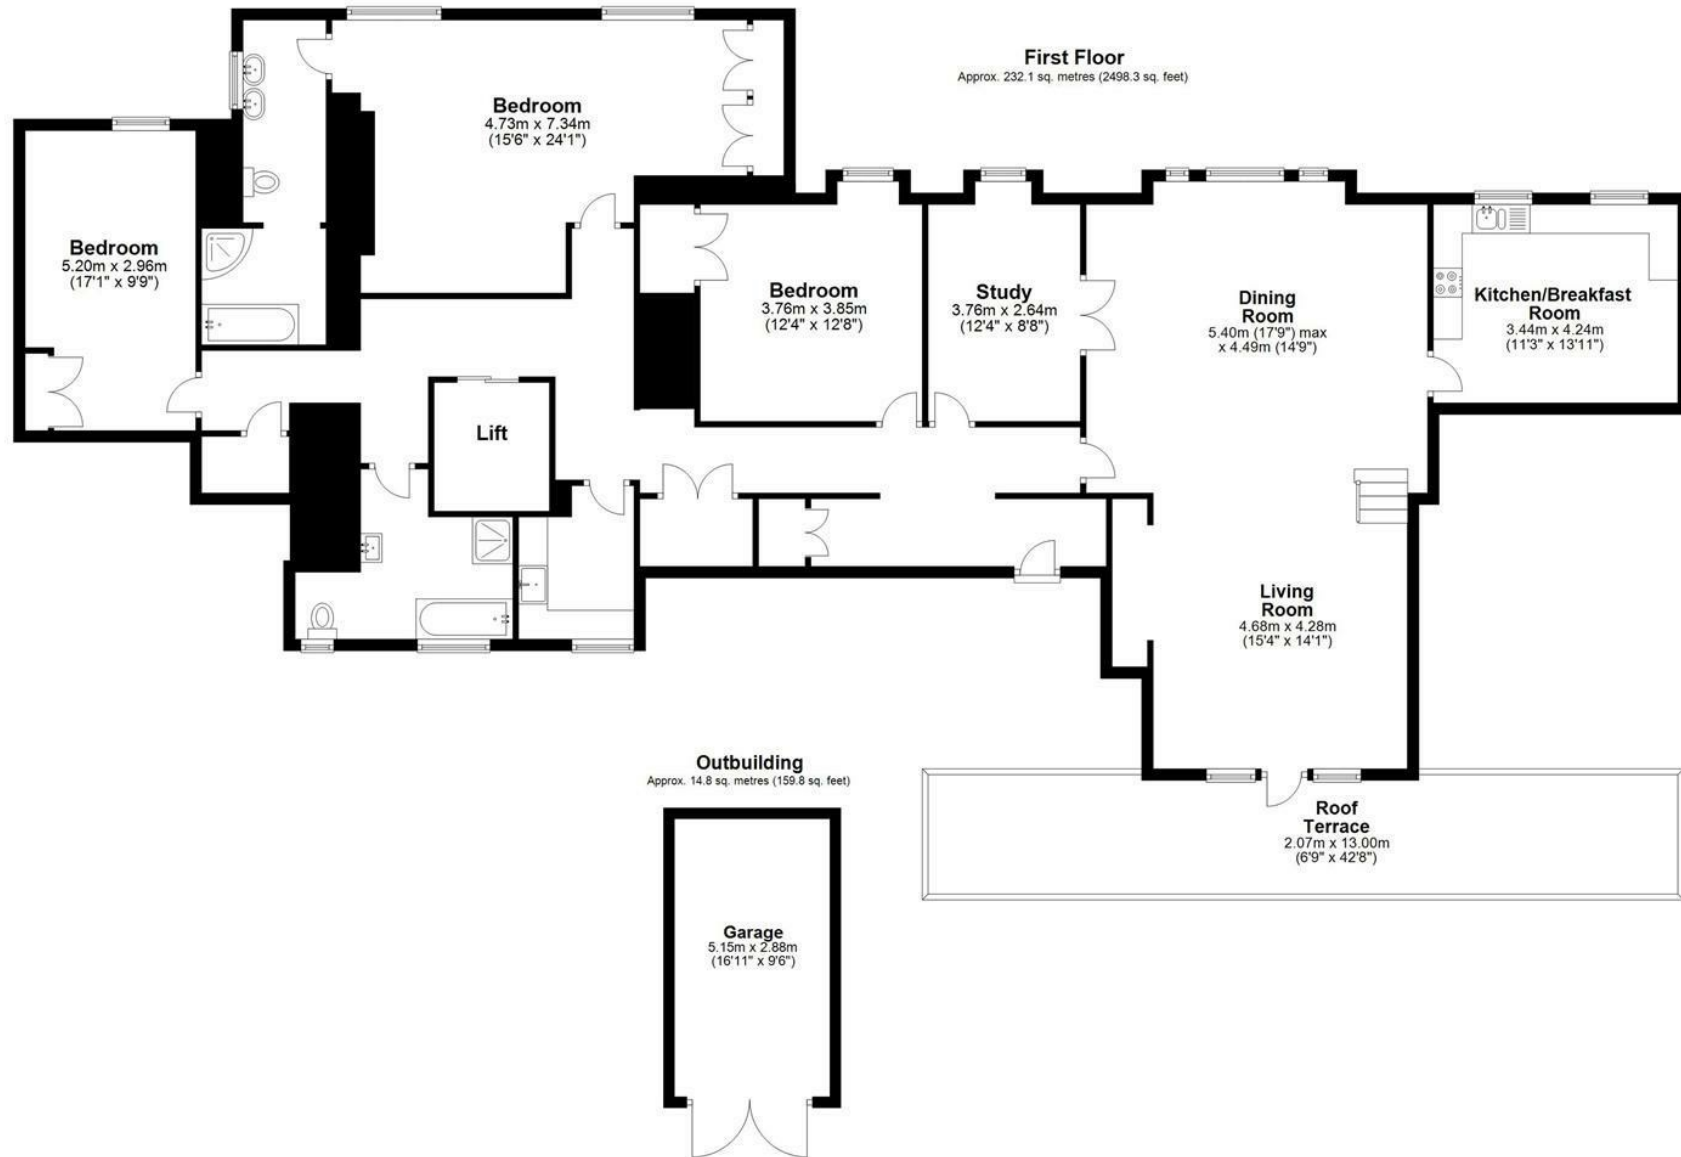 First Floor
Approx. 232.1 sq. metres (2498.3 sq. feet)
Bedroom
4.73m x 7.34m
(15'6" x 24'1")
Bedroom
5.20m x 2.96m
(17'1" x 9'9")
Bedroom
3.76m x 3.85m
(12'4" x 12'8")
Study
3.76m x 2.64m
(12'4" x 8'8")
Dining
Room
5.40m (17'9") max
x 4.49m (14'9")
Kitchen/Breakfast
Room
3.44m x 4.24m
(11'3" x 13'11")
Lift
Living
Room
4.68m x 4.28m
(15'4" x 14'1")
Roof
Terrace
2.07m x 13.00m
(6'9" x 42'8")
Outbuilding
Approx. 14.8 sq. metres (159.8 sq. feet)
Garage
5.15m x 2.88m
(16'11" x 9'6")